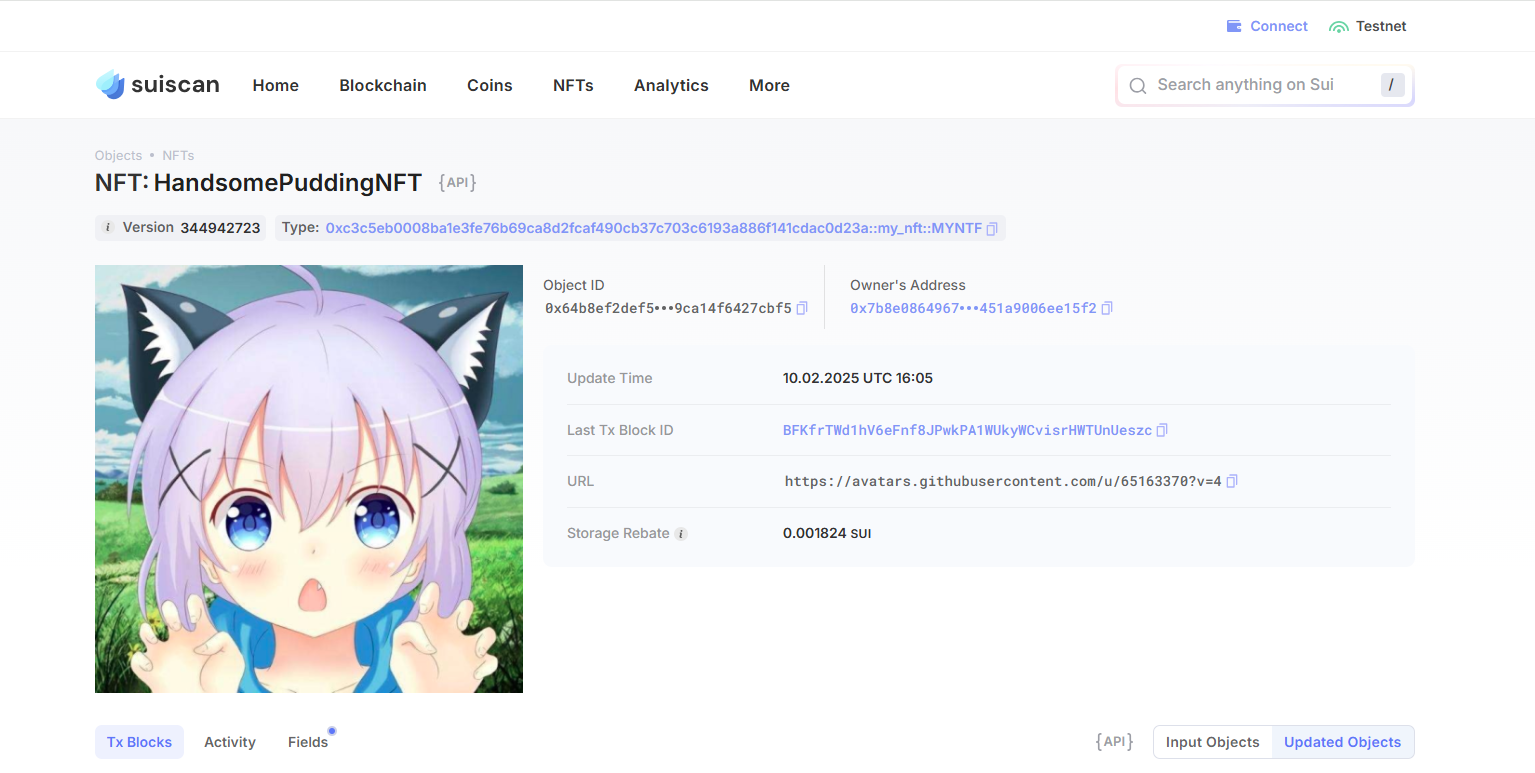 Connect Testnet
suiscan Home Blockchain Coins NFTs Analytics More Search anything on Sui /
Objects • NFTs
NFT: HandsomePuddingNFT {API}
i Version 344942723 Type: 0xc3c5eb0008ba1e3fe76b69ca8d2fcaf490cb37c703c6193a886f141cdac0d23a::my_nft::MYNTF
Object ID Owner's Address
0x64b8ef2def5•••9ca14f6427cbf5 0x7b8e0864967•••451a9006ee15f2
Update Time 10.02.2025 UTC 16:05
Last Tx Block ID BFKfrTWd1hV6eFnf8JPwkPA1WUkyWCvisrHWTUnUeszc
URL https://avatars.githubusercontent.com/u/65163370?v=4
Storage Rebate i 0.001824 SUI
Tx Blocks Activity Fields {API} Input Objects Updated Objects